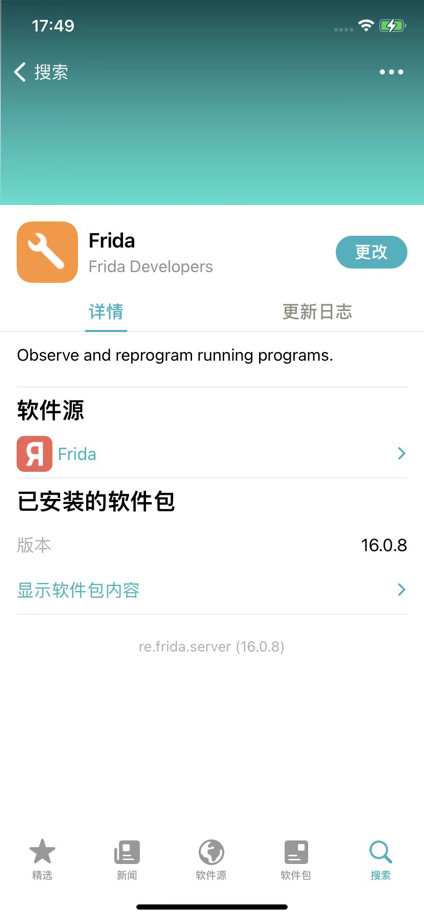 17:49
搜索
Frida
Frida Developers
更改
详情
更新日志
Observe and reprogram running programs.
软件源
Frida
已安装的软件包
版本
16.0.8
显示软件包内容
re.frida.server (16.0.8)
精选
新闻
软件源
软件包
搜索